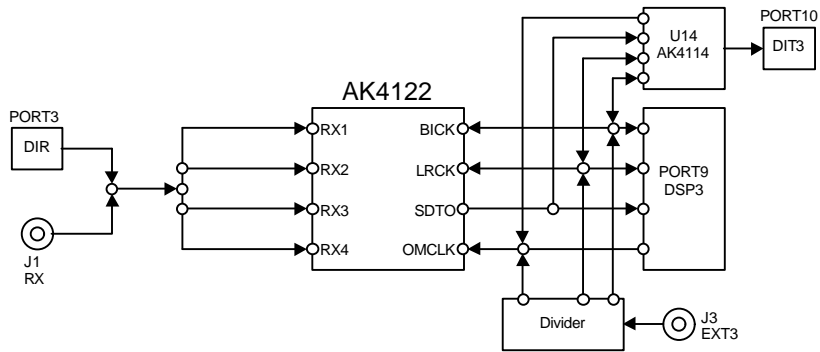 PORT10
U14
AK4114
DIT3
AK4122
PORT3
DIR
RX1
BICK
RX2
LRCK
PORT9
DSP3
RX3
SDTO
RX4
OMCLK
J1
RX
Divider
J3
EXT3